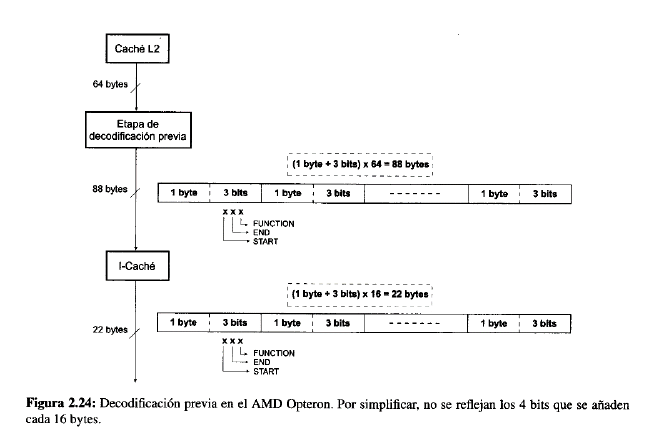 Caché L2
64 bytes
Etapa de
decodificación previa
(1 byte + 3 bits) x 64 = 88 bytes
88 bytes
1 byte 3 bits 1 byte 3 bits - - - - - - - 1 byte 3 bits
X X X
FUNCTION
END
START
I-Caché
(1 byte + 3 bits) x 16 = 22 bytes
22 bytes
1 byte 3 bits 1 byte 3 bits - - - - - - - 1 byte 3 bits
X X X
FUNCTION
END
START
Figura 2.24: Decodificación previa en el AMD Opteron. Por simplificar, no se reflejan los 4 bits que se añaden
cada 16 bytes.